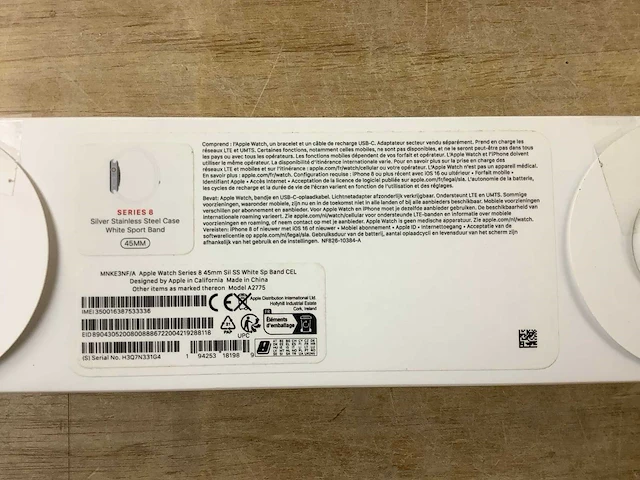 SERIES 8
Silver Stainless Steel Case
White Sport Band
45MM
Comprend : l'Apple Watch, un bracelet et un câble de recharge USB-C. Adaptateur secteur vendu séparément. Prend en charge les
réseaux LTE et UMTS. Certaines fonctions, notamment celles mobiles, ne sont pas disponibles, et ne le seront peut-être pas dans tous
les pays ou avec tous les opérateurs. Les fonctions mobiles dépendent de vos forfait et opérateur. L'Apple Watch et l'iPhone doivent
utiliser le même opérateur. La disponibilité d'itinérance internationale varie. Pour en savoir plus sur la prise en charge des
réseaux LTE et mobiles et sur l'itinérance : apple.com/fr/watch/cellular ou votre opérateur. L'Apple Watch n'est pas un appareil médical.
En savoir plus : apple.com/fr/watch. Configuration requise : iPhone 8 ou plus récent avec iOS 16 ou ultérieur • Forfait mobile •
Identifiant Apple • Accès internet • Acceptation de la licence de logiciel publiée sur apple.com/fr/legal/sla. L'autonomie de la batterie,
les cycles de recharge et la durée de vie de l'écran varient en fonction de l'utilisation et des réglages.
Bevat: Apple Watch, bandje en USB-C-oplaadkabel. Lichtnetadapter afzonderlijk verkrijgbaar. Ondersteunt LTE en UMTS. Sommige
voorzieningen, waaronder mobiele, zijn nu en in de toekomst niet in alle landen of bij alle aanbieders beschikbaar. Mobiele voorzieningen
verschillen per abonnement en aanbieder. Voor Apple Watch en iPhone moet je dezelfde aanbieder gebruiken. De beschikbaarheid van
internationale roaming varieert. Zie apple.com/nl/watch/cellular voor ondersteunde LTE-banden en informatie over mobiele
voorzieningen en roaming, of neem contact op met je aanbieder. Apple Watch is geen medische apparatuur. Zie apple.com/nl/watch.
Vereisten: iPhone 8 of nieuwer met iOS 16 of nieuwer • Mobiel abonnement • Apple ID • Internettoegang • Acceptatie van de
softwarelicentie op apple.com/nl/legal/sla. Gebruiksduur van de batterij, aantal oplaadcycli en levensduur van het scherm zijn
afhankelijk van het gebruik en de instellingen. NF826-10384-A
MNKE3NF/A Apple Watch Series 8 45mm Sil SS White Sp Band CEL
Designed by Apple in California Made in China
Other items as marked thereon Model A2775
IMEI 350016387533336
CE
Apple Distribution International Ltd.
Hollyhill Industrial Estate
Cork, Ireland
EID 89043052008008886722004219288118
PAP
FR
Éléments
d'emballage
UPC
(S) Serial No. H3Q7N331G4
1 94253 18198 9